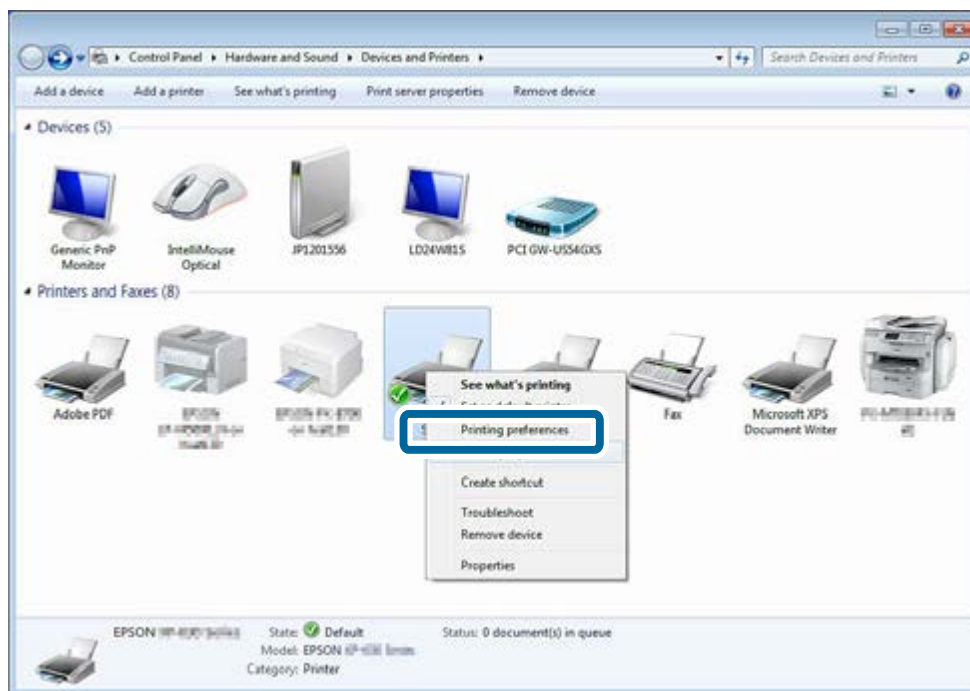 Control Panel ▸ Hardware and Sound ▸ Devices and Printers ▸
Search Devices and Printers
Add a device Add a printer See what's printing Print server properties Remove device
Devices (5)
Generic PnP
Monitor
IntelliMouse
Optical
JP1201556
LD24W81S
PCI GW-US54GXS
Printers and Faxes (8)
Adobe PDF
EPSON
Fax
Microsoft XPS
Document Writer
See what's printing
Printing preferences
Create shortcut
Troubleshoot
Remove device
Properties
EPSON
State: Default
Status: 0 document(s) in queue
Model: EPSON
Category: Printer